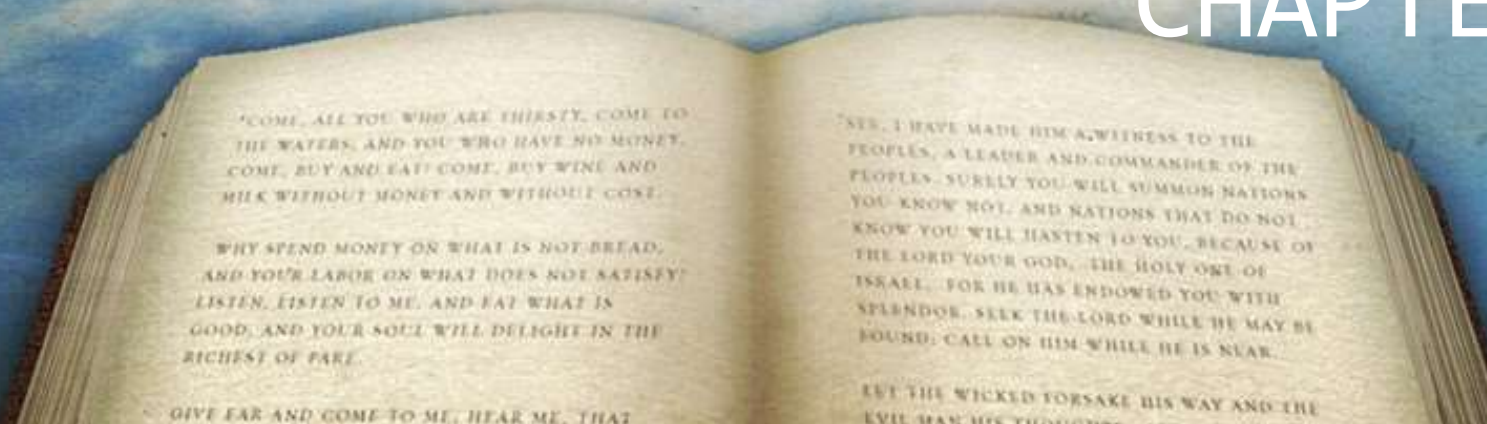 CHAPTE
"COME, ALL YOU WHO ARE THIRSTY, COME TO
THE WATERS, AND YOU WHO HAVE NO MONEY,
COME, BUY AND EAT! COME, BUY WINE AND
MILK WITHOUT MONEY AND WITHOUT COST.
WHY SPEND MONEY ON WHAT IS NOT BREAD,
AND YOUR LABOR ON WHAT DOES NOT SATISFY?
LISTEN, LISTEN TO ME, AND EAT WHAT IS
GOOD, AND YOUR SOUL WILL DELIGHT IN THE
RICHEST OF FARE.
GIVE EAR AND COME TO ME, HEAR ME, THAT
"SEE, I HAVE MADE HIM A WITNESS TO THE
PEOPLES, A LEADER AND COMMANDER OF THE
PEOPLES. SURELY YOU WILL SUMMON NATIONS
YOU KNOW NOT, AND NATIONS THAT DO NOT
KNOW YOU WILL HASTEN TO YOU, BECAUSE OF
THE LORD YOUR GOD, THE HOLY ONE OF
ISRAEL, FOR HE HAS ENDOWED YOU WITH
SPLENDOR. SEEK THE LORD WHILE HE MAY BE
FOUND; CALL ON HIM WHILE HE IS NEAR.
LET THE WICKED FORSAKE HIS WAY AND THE
EVIL MAN HIS THOUGHTS